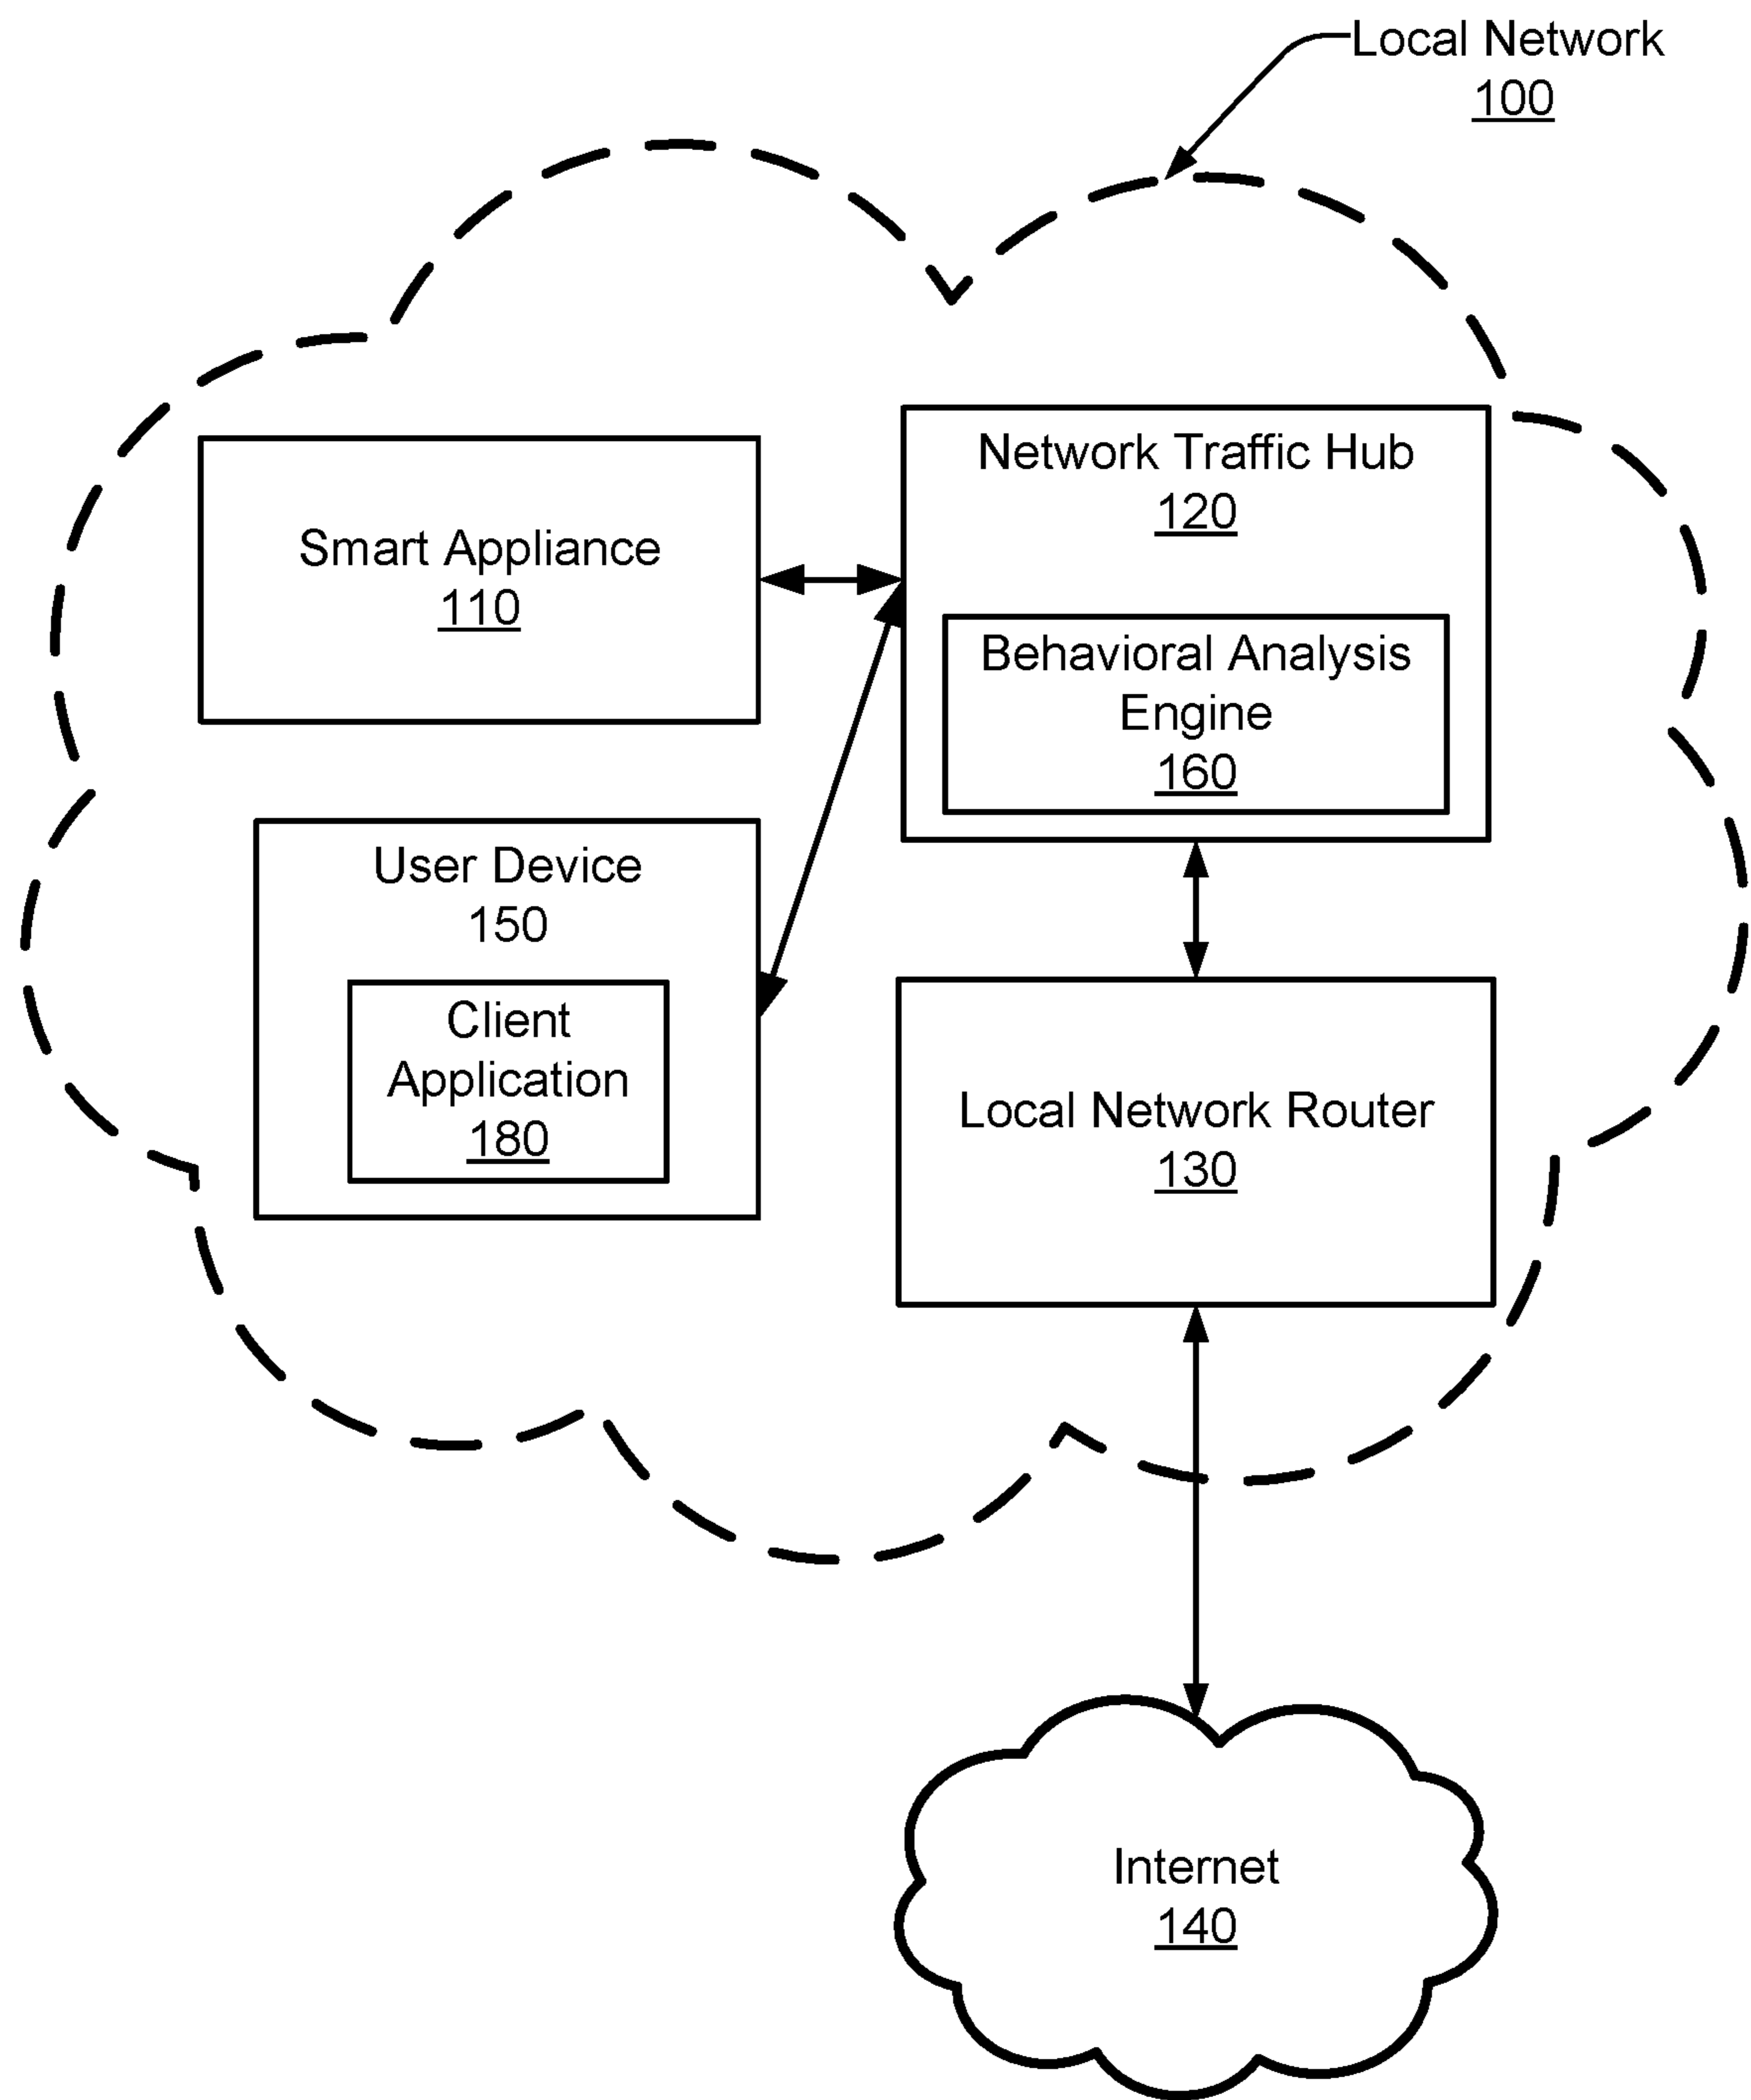 Local Network
100
Network Traffic Hub
120
Smart Appliance
110
Behavioral Analysis
Engine
160
User Device
150
Client
Application
180
Local Network Router
130
Internet
140